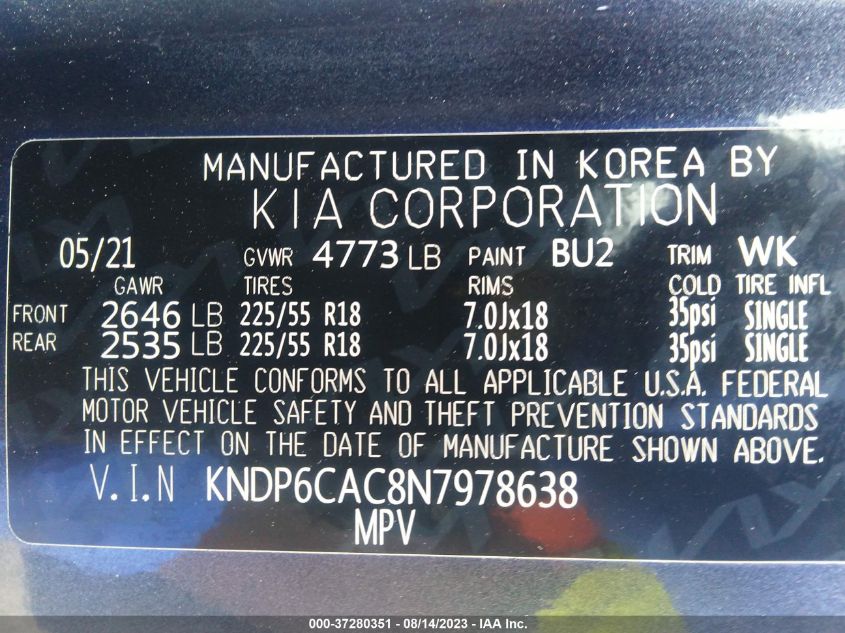 MANUFACTURED IN KOREA BY
KIA CORPORATION
05/21 GVWR 4773 LB PAINT BU2 TRIM WK
GAWR TIRES RIMS COLD TIRE INFL
FRONT 2646 LB 225/55 R18 7.0Jx18 35psi SINGLE
REAR 2535 LB 225/55 R18 7.0Jx18 35psi SINGLE
THIS VEHICLE CONFORMS TO ALL APPLICABLE U.S.A. FEDERAL
MOTOR VEHICLE SAFETY AND THEFT PREVENTION STANDARDS
IN EFFECT ON THE DATE OF MANUFACTURE SHOWN ABOVE.
V.I.N KNDP6CAC8N7978638
MPV
000-37280351 - 08/14/2023 - IAA Inc.